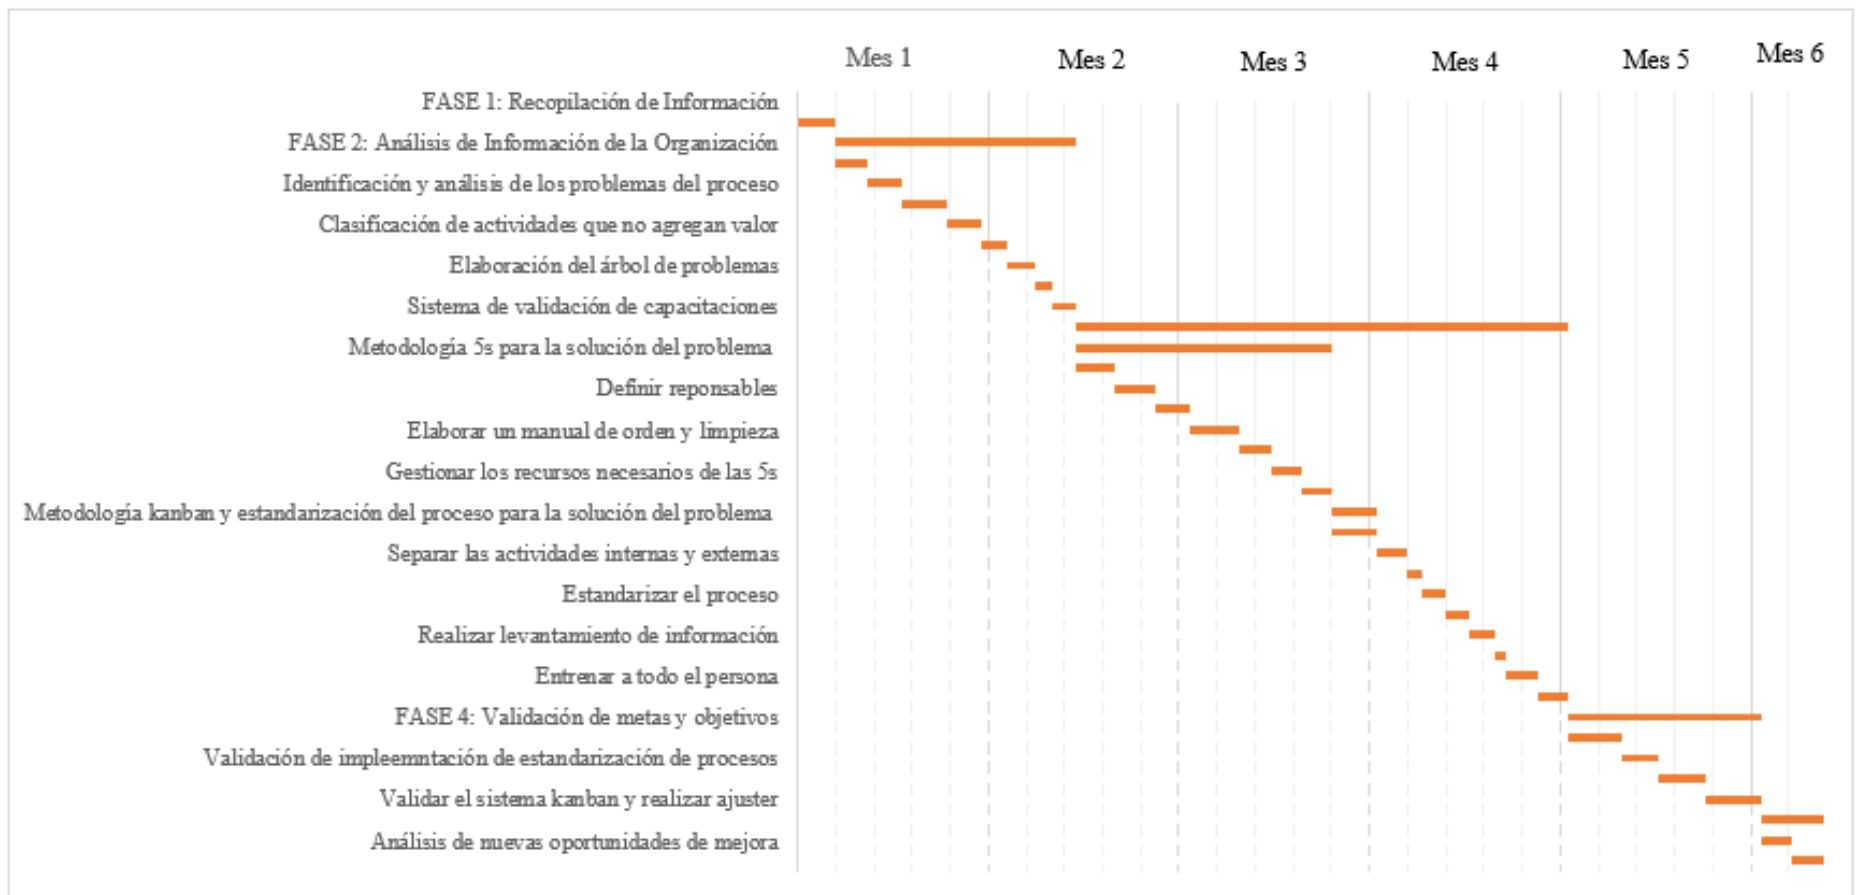 Mes 1
Mes 2
Mes 3
Mes 4
Mes 5
Mes 6
FASE 1: Recopilación de Información
FASE 2: Análisis de Información de la Organización
Identificación y análisis de los problemas del proceso
Clasificación de actividades que no agregan valor
Elaboración del árbol de problemas
Sistema de validación de capacitaciones
Metodología 5s para la solución del problema
Definir reponsables
Elaborar un manual de orden y limpieza
Gestionar los recursos necesarios de las 5s
Metodología kanban y estandarización del proceso para la solución del problema
Separar las actividades internas y externas
Estandarizar el proceso
Realizar levantamiento de información
Entrenar a todo el persona
FASE 4: Validación de metas y objetivos
Validación de impleemntación de estandarización de procesos
Validar el sistema kanban y realizar ajuster
Análisis de nuevas oportunidades de mejora